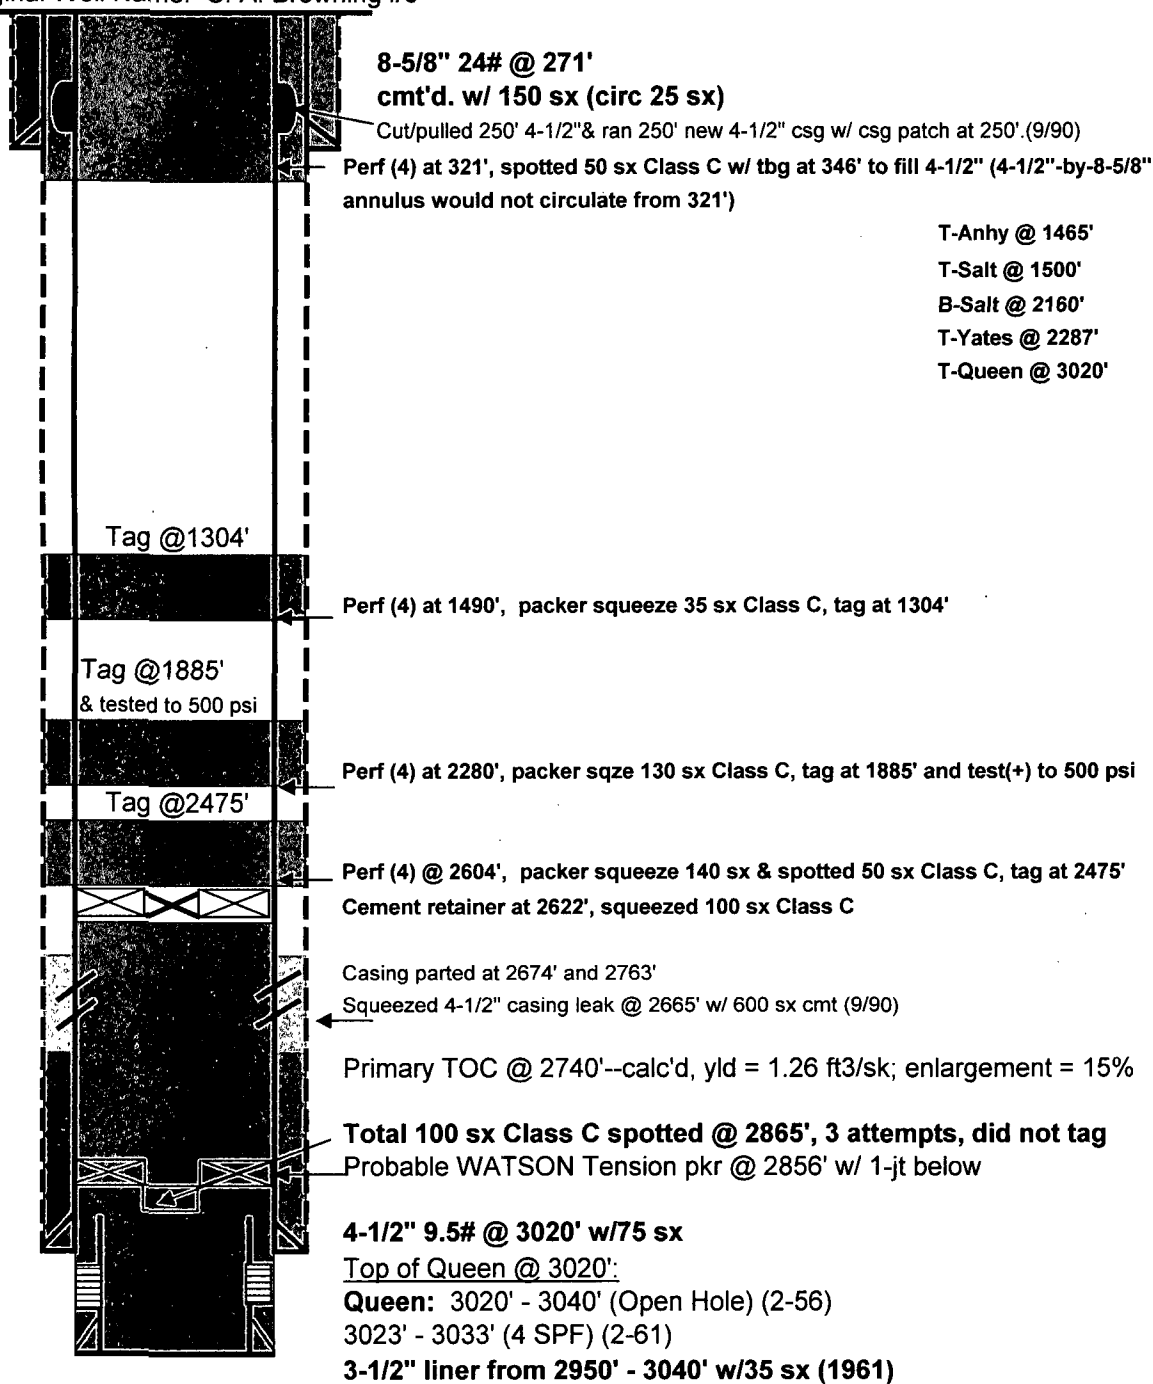 8-5/8" 24# @ 271'
cmt'd. w/ 150 sx (circ 25 sx)
Cut/pulled 250' 4-1/2"& ran 250' new 4-1/2" csg w/ csg patch at 250'.(9/90)
Perf (4) at 321', spotted 50 sx Class C w/ tbg at 346' to fill 4-1/2" (4-1/2"-by-8-5/8"
annulus would not circulate from 321')
T-Anhy @ 1465'
T-Salt @ 1500'
B-Salt @ 2160'
T-Yates @ 2287'
T-Queen @ 3020'
Tag @1304'
Perf (4) at 1490', packer squeeze 35 sx Class C, tag at 1304'
Tag @1885'
& tested to 500 psi
Perf (4) at 2280', packer sqze 130 sx Class C, tag at 1885' and test(+) to 500 psi
Tag @2475'
Perf (4) @ 2604', packer squeeze 140 sx & spotted 50 sx Class C, tag at 2475'
Cement retainer at 2622', squeezed 100 sx Class C
Casing parted at 2674' and 2763'
Squeezed 4-1/2" casing leak @ 2665' w/ 600 sx cmt (9/90)
Primary TOC @ 2740'--calc'd, yld = 1.26 ft3/sk; enlargement = 15%
Total 100 sx Class C spotted @ 2865', 3 attempts, did not tag
Probable WATSON Tension pkr @ 2856' w/ 1-jt below
4-1/2" 9.5# @ 3020' w/75 sx
Top of Queen @ 3020':
Queen: 3020' - 3040' (Open Hole) (2-56)
3023' - 3033' (4 SPF) (2-61)
3-1/2" liner from 2950' - 3040' w/35 sx (1961)